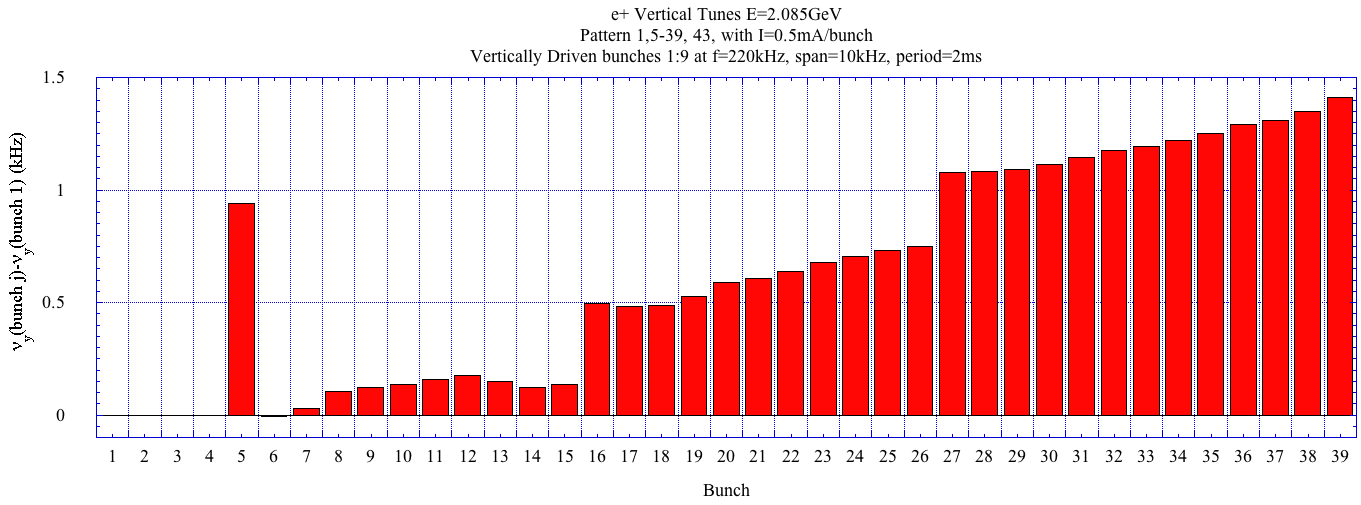 e+ Vertical Tunes E=2.085GeV
Pattern 1,5-39, 43, with I=0.5mA/bunch
Vertically Driven bunches 1:9 at f=220kHz, span=10kHz, period=2ms
ν_y(bunch j)-ν_y(bunch 1) (kHz)
1.5
1
0.5
0
1 2 3 4 5 6 7 8 9 10 11 12 13 14 15 16 17 18 19 20 21 22 23 24 25 26 27 28 29 30 31 32 33 34 35 36 37 38 39
Bunch